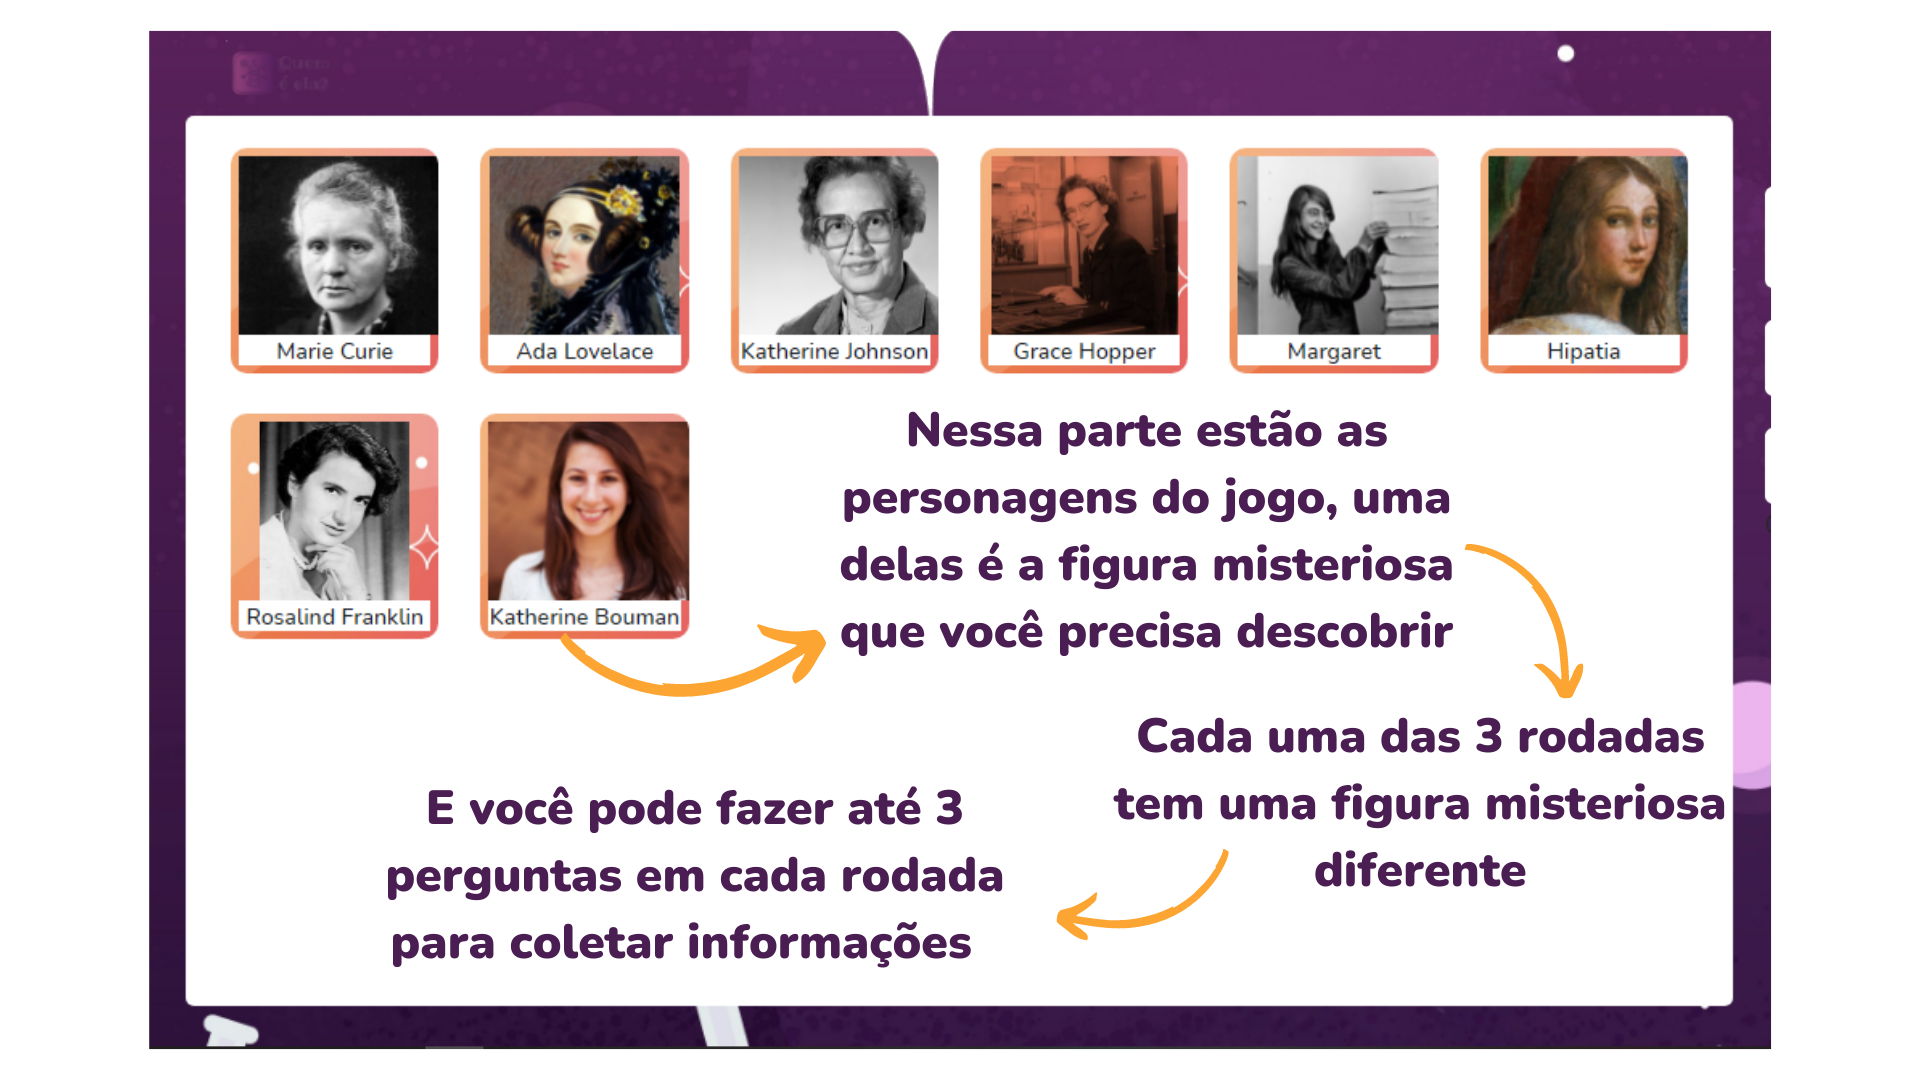 Quem
é ela?
Marie Curie
Ada Lovelace
Katherine Johnson
Grace Hopper
Margaret
Hipatia
Rosalind Franklin
Katherine Bouman
Nessa parte estão as
personagens do jogo, uma
delas é a figura misteriosa
que você precisa descobrir
Cada uma das 3 rodadas
tem uma figura misteriosa
diferente
E você pode fazer até 3
perguntas em cada rodada
para coletar informações